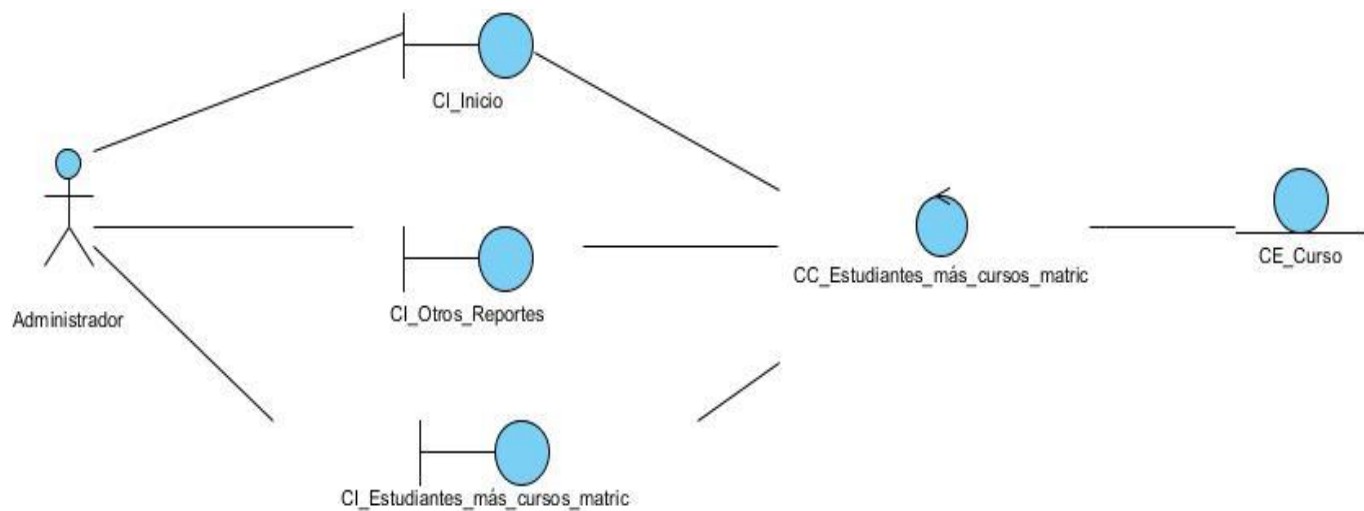 CI_Inicio
Administrador
CI_Otros_Reportes
CC_Estudiantes_más_cursos_matric
CE_Curso
CI_Estudiantes_más_cursos_matric